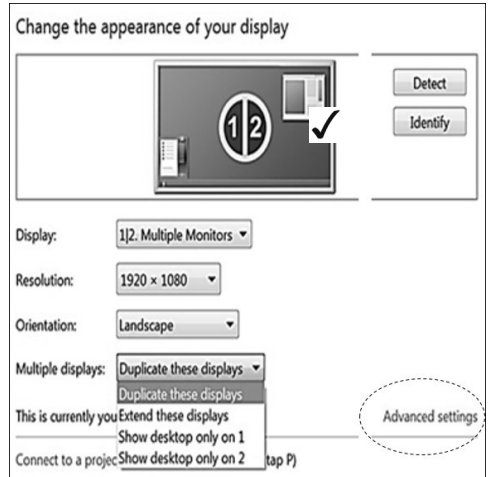 Change the appearance of your display
Detect
Identify
1|2
Display: 1|2. Multiple Monitors
Resolution: 1920 × 1080
Orientation: Landscape
Multiple displays: Duplicate these displays
Duplicate these displays
This is currently you Extend these displays Advanced settings
Show desktop only on 1
Connect to a projec Show desktop only on 2 tap P)